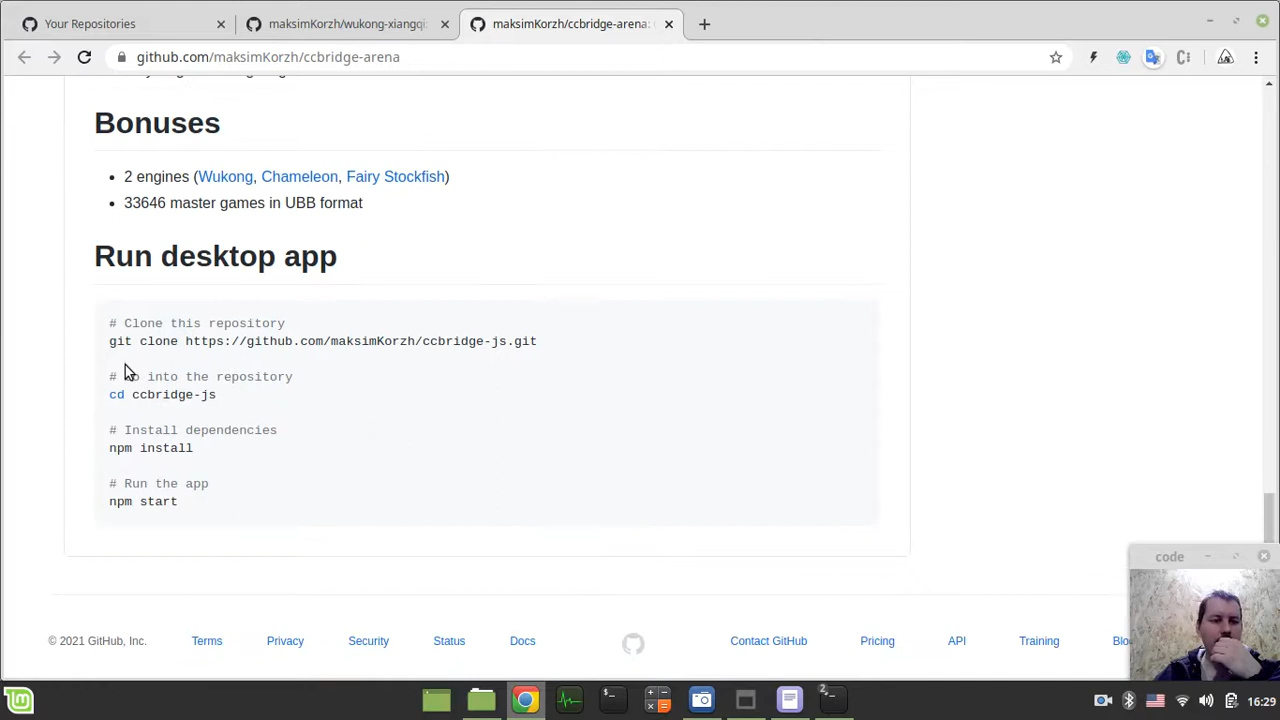 Your Repositories
maksimKorzh/wukong-xiangqi:
maksimKorzh/ccbridge-arena:
github.com/maksimKorzh/ccbridge-arena
Bonuses
2 engines (Wukong, Chameleon, Fairy Stockfish)
33646 master games in UBB format
Run desktop app
# Clone this repository
git clone https://github.com/maksimKorzh/ccbridge-js.git
# into the repository
cd ccbridge-js
# Install dependencies
npm install
# Run the app
npm start
code
© 2021 GitHub, Inc. Terms Privacy Security Status Docs Contact GitHub Pricing API Training Blo
16:29